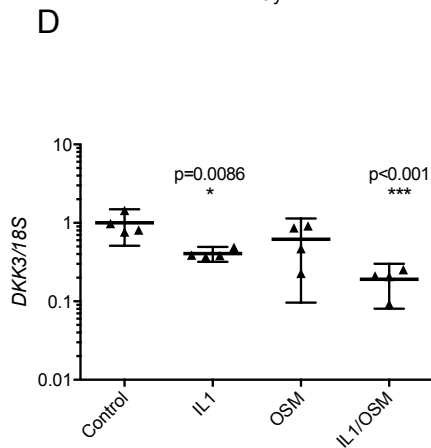 D
10
p=0.0086
p<0.001
*
***
1
0.1
0.01
DKK3/18S
Control
IL1
OSM
IL1/OSM